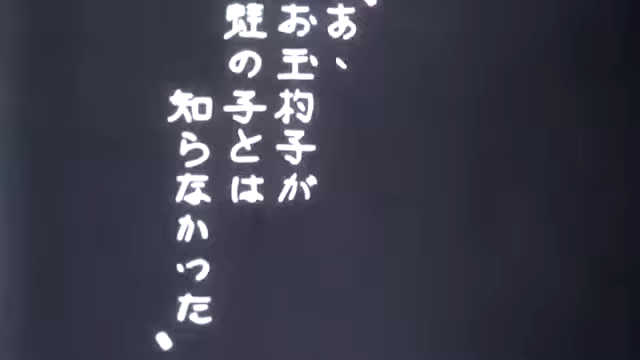 あ、
お玉杓子が
蛙の子とは
知らなかった